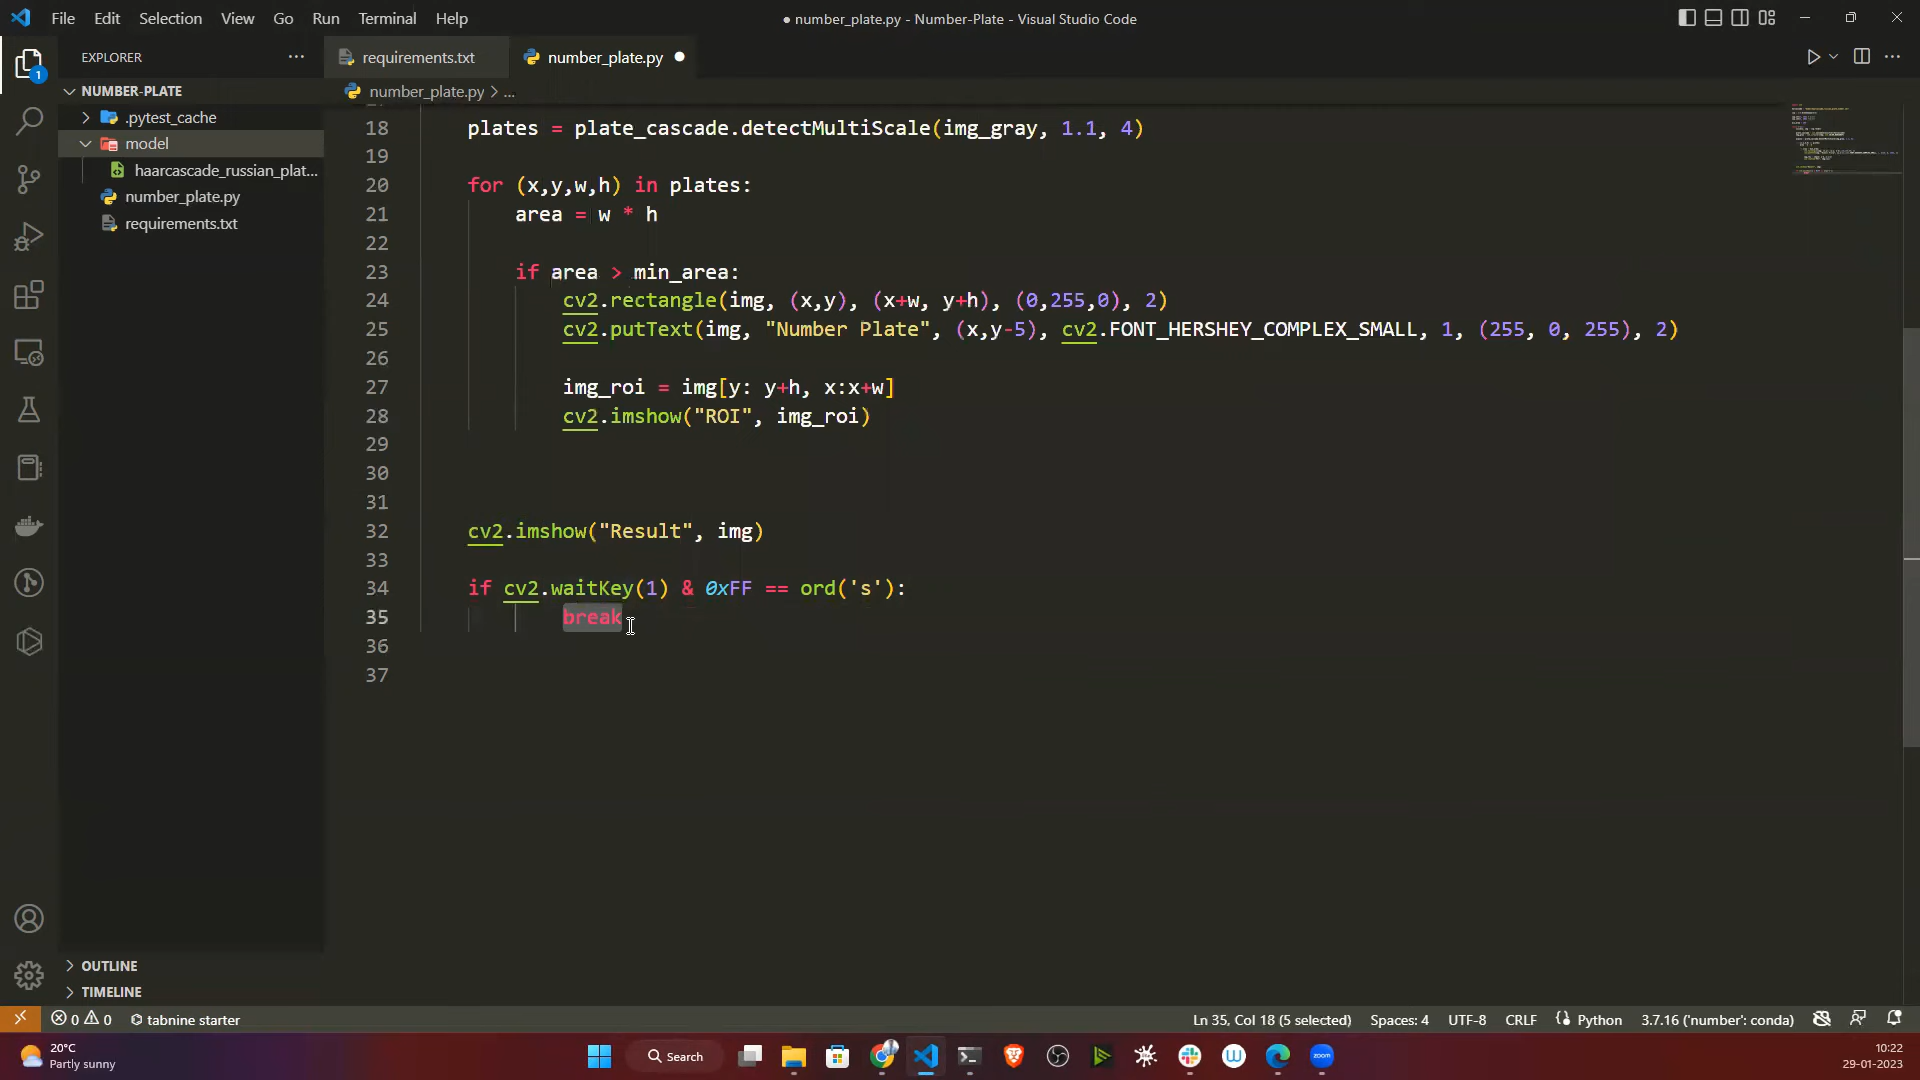 File Edit Selection View Go Run Terminal Help
● number_plate.py - Number-Plate - Visual Studio Code
EXPLORER
NUMBER-PLATE
.pytest_cache
model
haarcascade_russian_plat...
number_plate.py
requirements.txt
OUTLINE
TIMELINE
1
requirements.txt
number_plate.py
number_plate.py > ...
18 plates = plate_cascade.detectMultiScale(img_gray, 1.1, 4)
19
20 for (x,y,w,h) in plates:
21 area = w * h
22
23 if area > min_area:
24 cv2.rectangle(img, (x,y), (x+w, y+h), (0,255,0), 2)
25 cv2.putText(img, "Number Plate", (x,y-5), cv2.FONT_HERSHEY_COMPLEX_SMALL, 1, (255, 0, 255), 2)
26
27 img_roi = img[y: y+h, x:x+w]
28 cv2.imshow("ROI", img_roi)
29
30
31
32 cv2.imshow("Result", img)
33
34 if cv2.waitKey(1) & 0xFF == ord('s'):
35 break
36
37
0 0 tabnine starter
Ln 35, Col 18 (5 selected) Spaces: 4 UTF-8 CRLF Python 3.7.16 ('number': conda)
20°C
Partly sunny
Search
zoom
10:22
29-01-2023